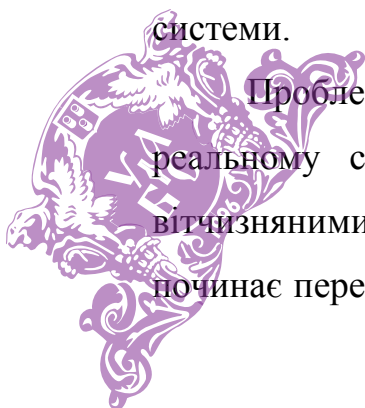 системи.
Пробле
реальному с
вітчизняними
починає пере